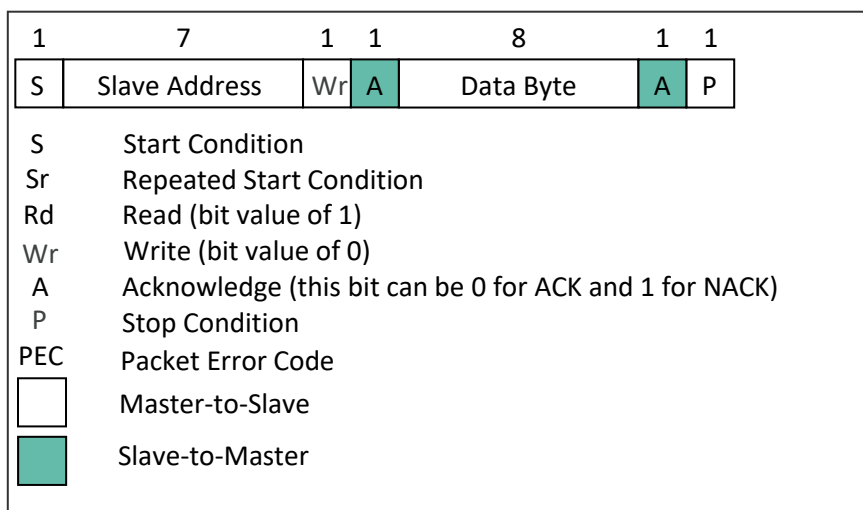 1 7 1 1 8 1 1
S Slave Address Wr A Data Byte A P
S Start Condition
Sr Repeated Start Condition
Rd Read (bit value of 1)
Wr Write (bit value of 0)
A Acknowledge (this bit can be 0 for ACK and 1 for NACK)
P Stop Condition
PEC Packet Error Code
Master-to-Slave
Slave-to-Master